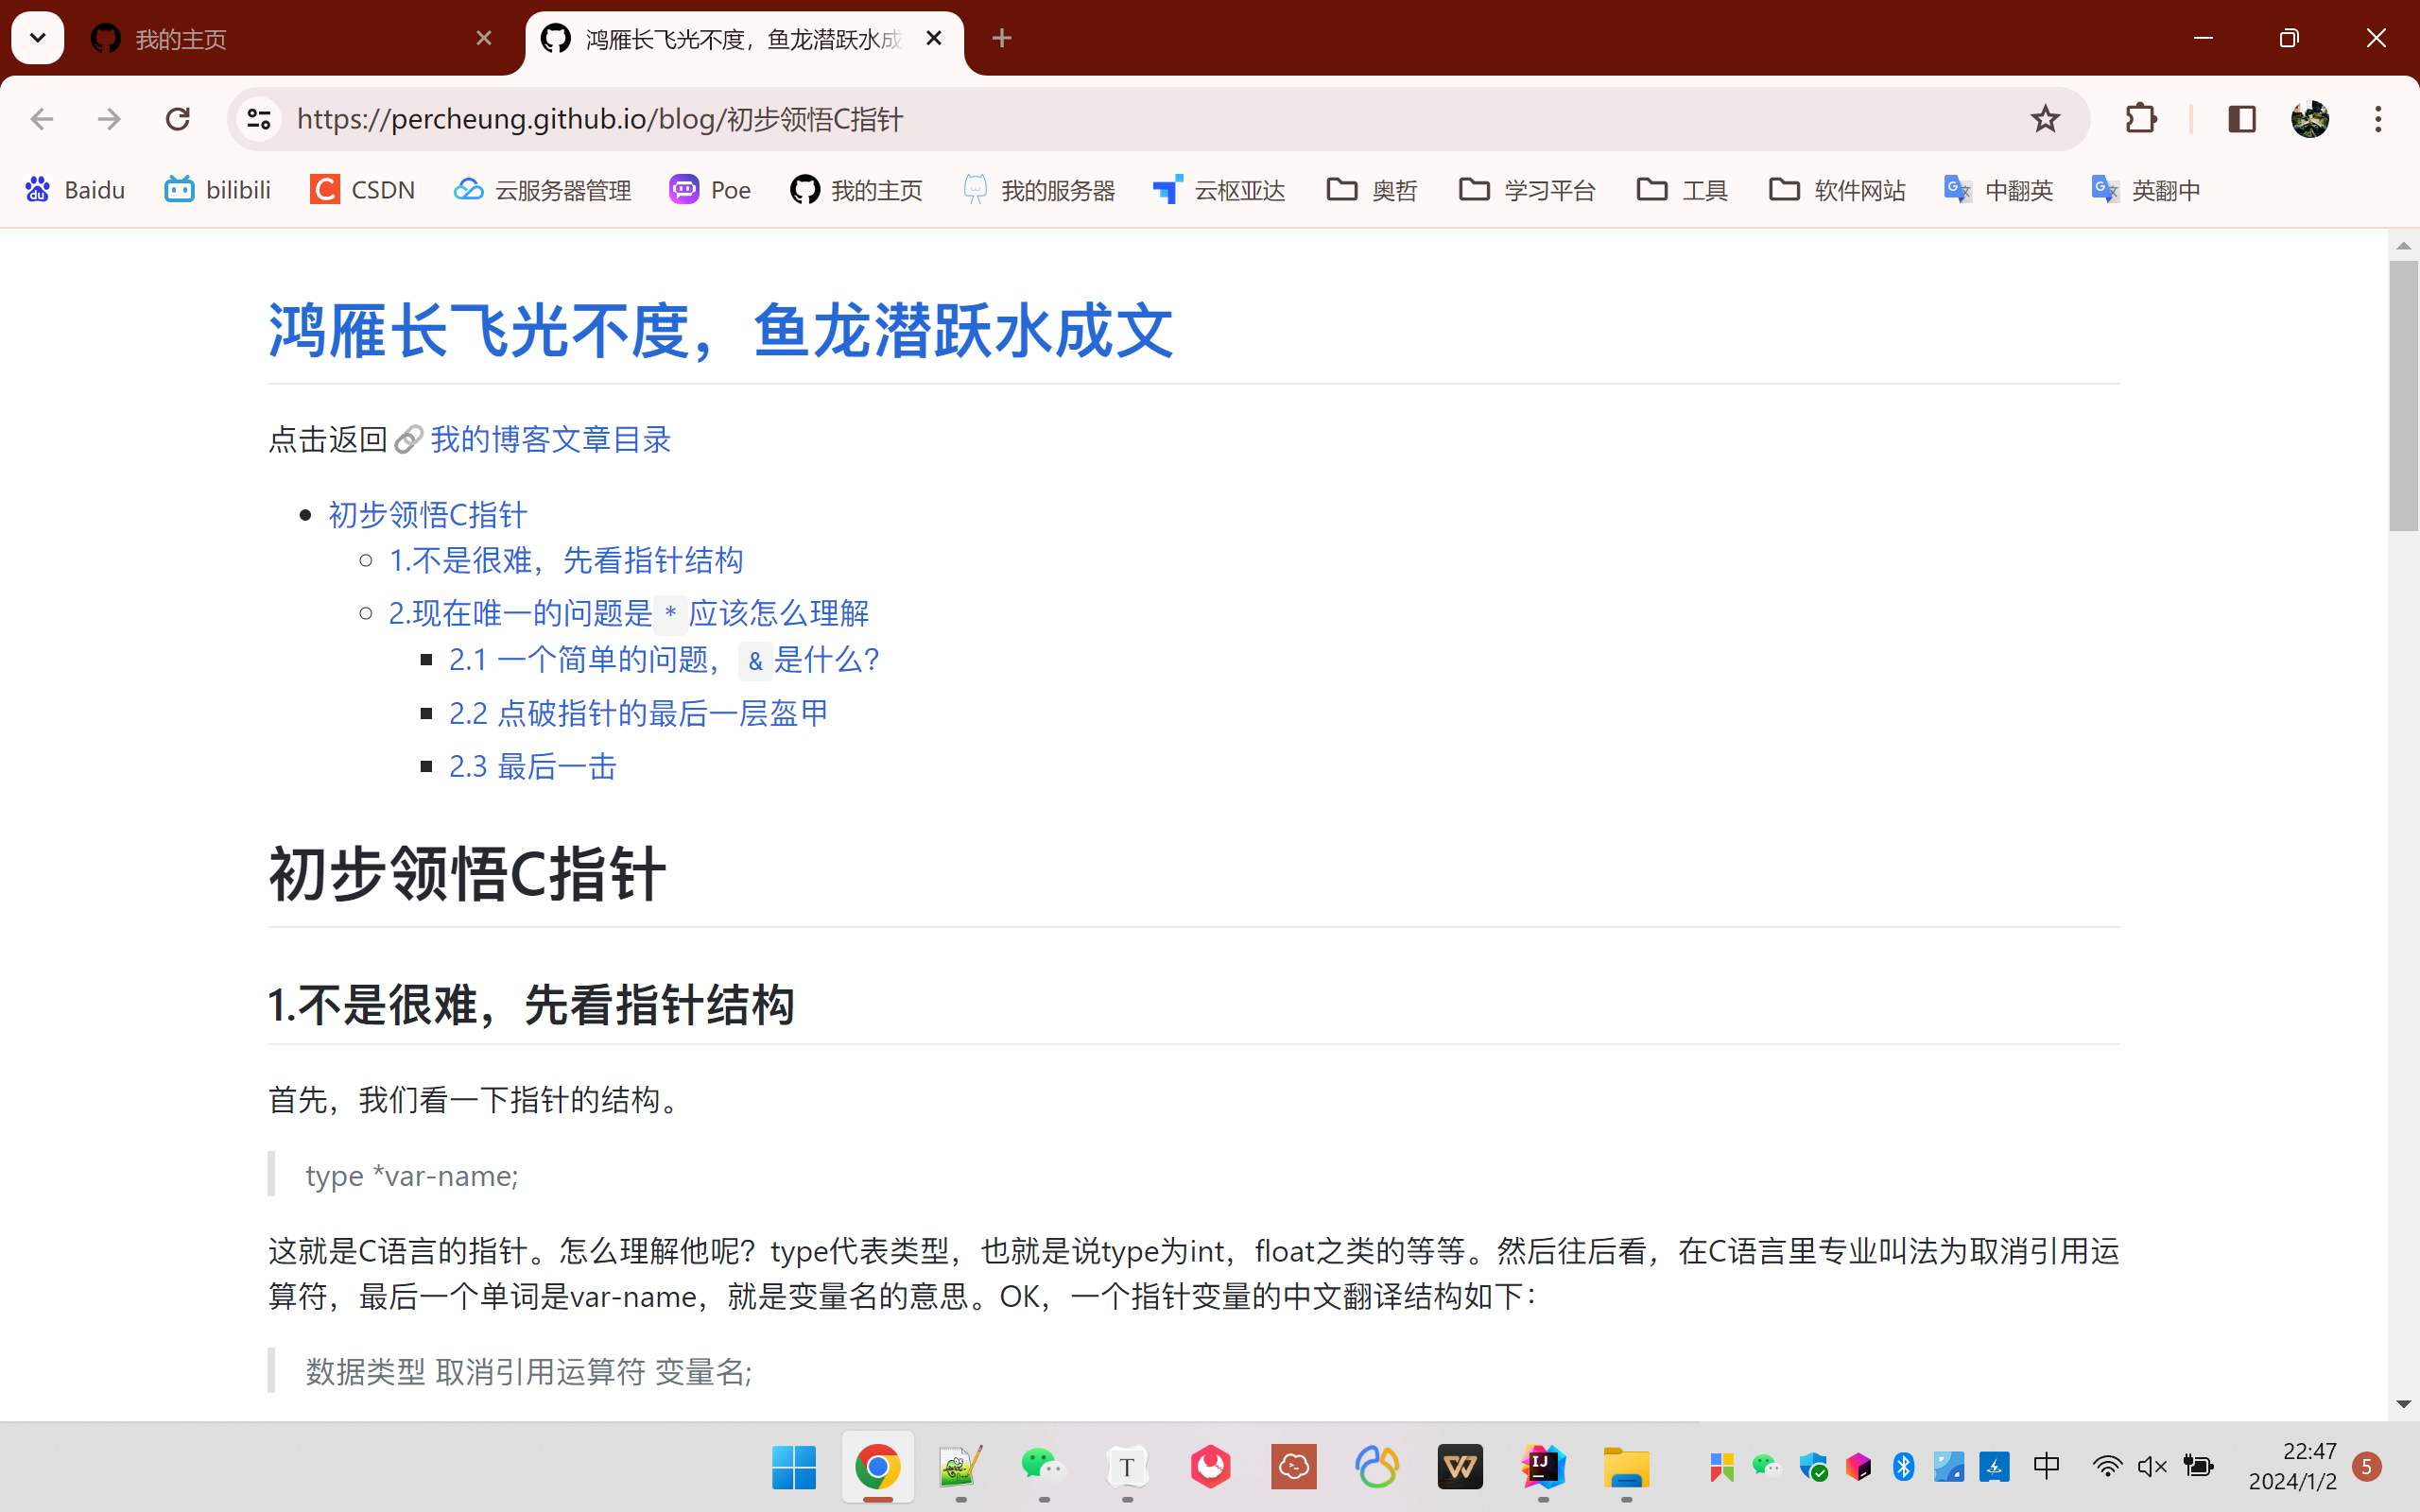 我的主页
鸿雁长飞光不度，鱼龙潜跃水成
https://percheung.github.io/blog/初步领悟C指针
Baidu bilibili CSDN 云服务器管理 Poe 我的主页 我的服务器 云枢亚达 奥哲 学习平台 工具 软件网站 中翻英 英翻中
鸿雁长飞光不度，鱼龙潜跃水成文
点击返回🔗我的博客文章目录
初步领悟C指针
1.不是很难，先看指针结构
2.现在唯一的问题是 * 应该怎么理解
2.1 一个简单的问题， & 是什么？
2.2 点破指针的最后一层盔甲
2.3 最后一击
初步领悟C指针
1.不是很难，先看指针结构
首先，我们看一下指针的结构。
type *var-name;
这就是C语言的指针。怎么理解他呢？type代表类型，也就是说type为int，float之类的等等。然后往后看，在C语言里专业叫法为取消引用运
算符，最后一个单词是var-name，就是变量名的意思。OK，一个指针变量的中文翻译结构如下：
数据类型 取消引用运算符 变量名;
T
IJ
中
22:47
2024/1/2
5